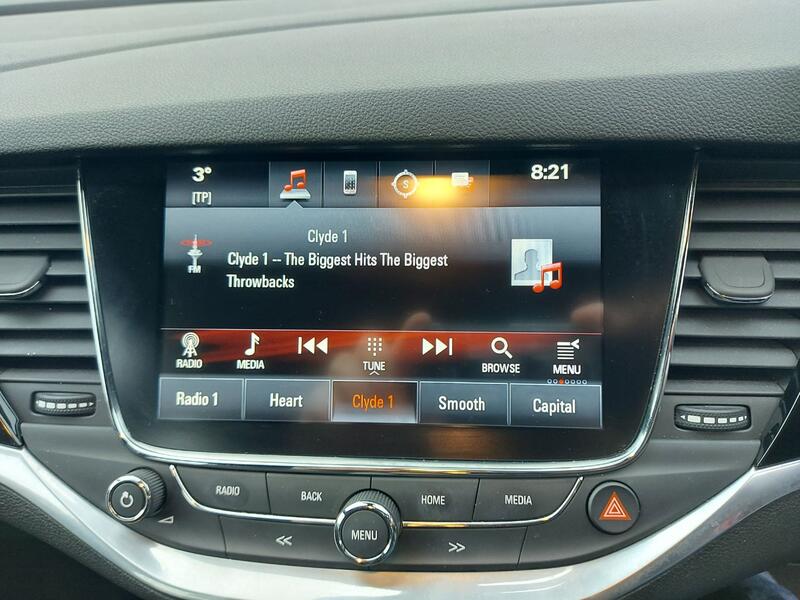 3°
[TP]
S
8:21
Clyde 1
FM
Clyde 1 -- The Biggest Hits The Biggest
Throwbacks
RADIO
MEDIA
TUNE
BROWSE
MENU
Radio 1
Heart
Clyde 1
Smooth
Capital
RADIO
BACK
HOME
MEDIA
MENU